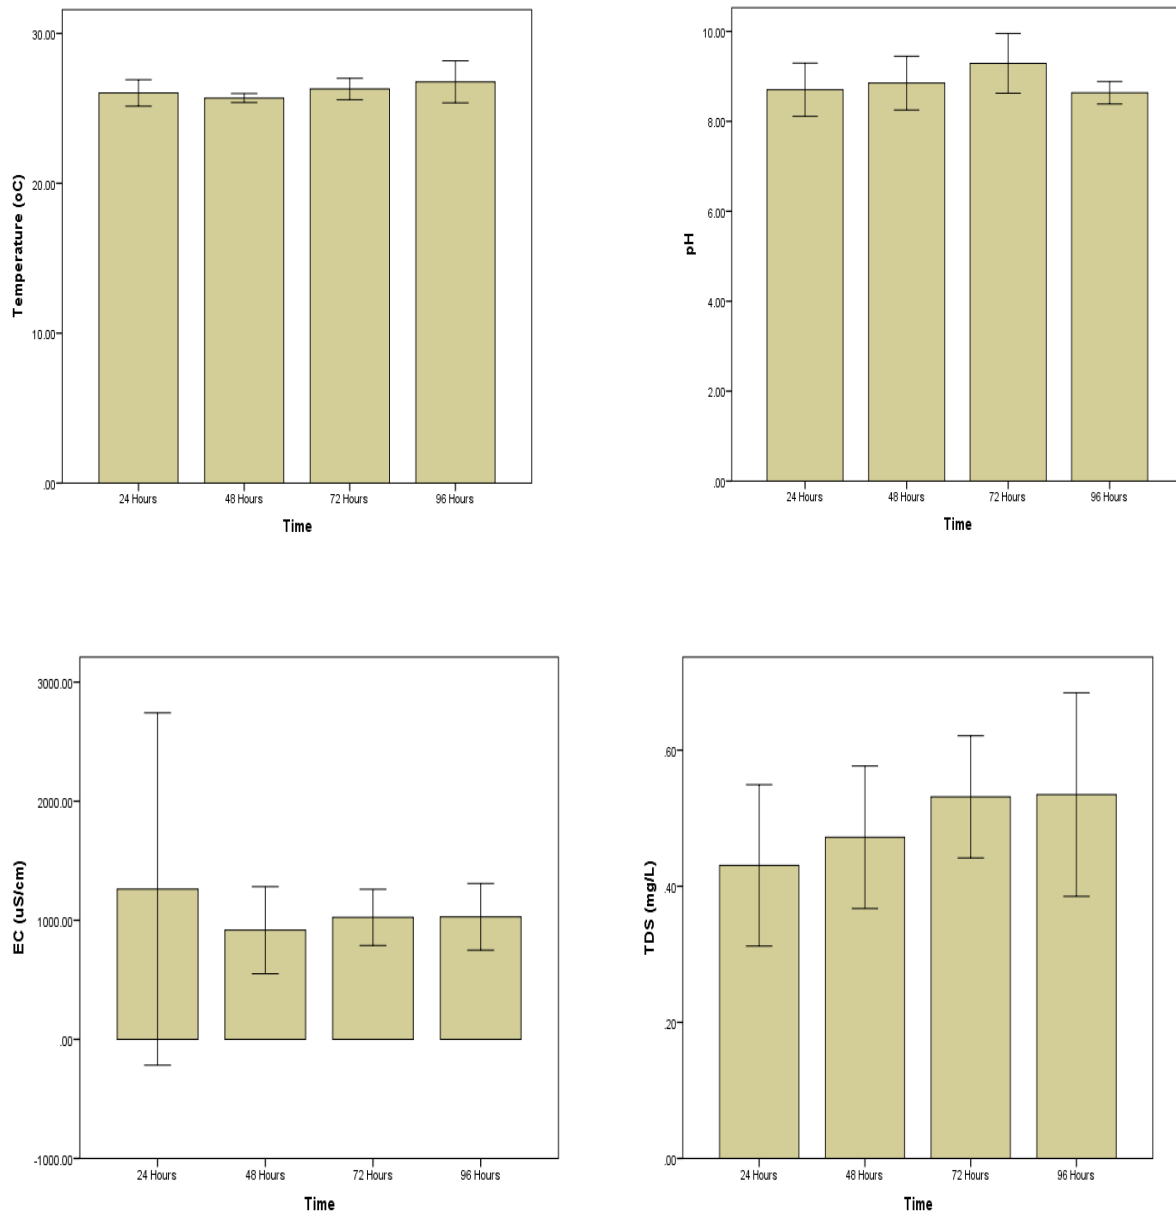 30.00
20.00
10.00
.00
Temperature (oC)
24 Hours 48 Hours 72 Hours 96 Hours
Time
10.00
8.00
6.00
4.00
2.00
.00
pH
24 Hours 48 Hours 72 Hours 96 Hours
Time
3000.00
2000.00
1000.00
.00
-1000.00
EC (uS/cm)
24 Hours 48 Hours 72 Hours 96 Hours
Time
.60
.40
.20
.00
TDS (mg/L)
24 Hours 48 Hours 72 Hours 96 Hours
Time